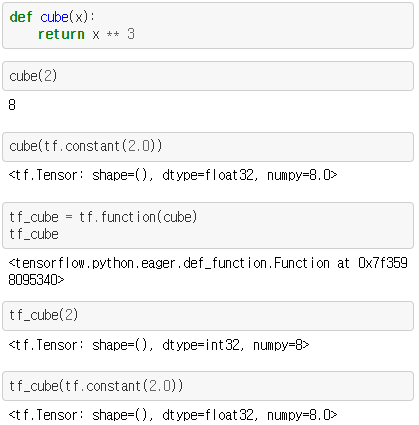 def cube(x):
    return x ** 3
cube(2)
8
cube(tf.constant(2.0))
<tf.Tensor: shape=(), dtype=float32, numpy=8.0>
tf_cube = tf.function(cube)
tf_cube
<tensorflow.python.eager.def_function.Function at 0x7f359
8095340>
tf_cube(2)
<tf.Tensor: shape=(), dtype=int32, numpy=8>
tf_cube(tf.constant(2.0))
<tf.Tensor: shape=(), dtype=float32, numpy=8.0>